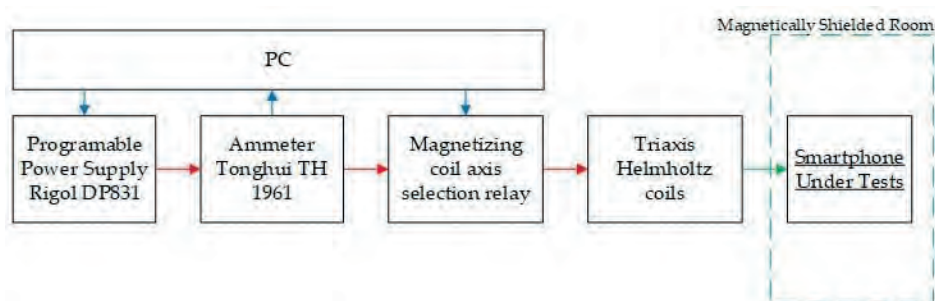 Magnetically Shielded Room
PC
Programable
Power Supply
Rigol DP831
Ammeter
Tonghui TH
1961
Magnetizing
coil axis
selection relay
Triaxis
Helmholtz
coils
Smartphone
Under Tests